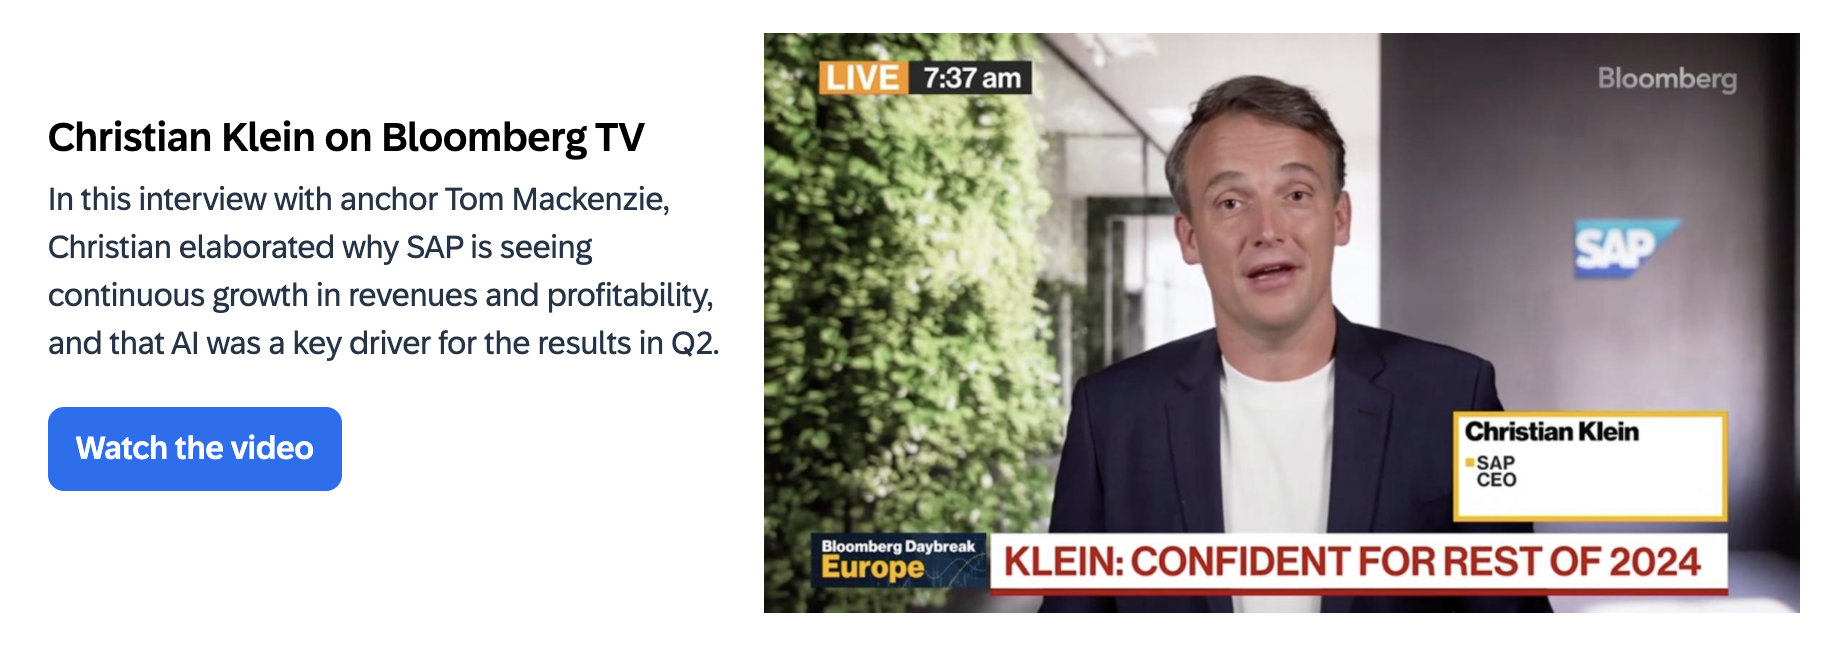 Christian Klein on Bloomberg TV
In this interview with anchor Tom Mackenzie,
Christian elaborated why SAP is seeing
continuous growth in revenues and profitability,
and that AI was a key driver for the results in Q2.
Watch the video
LIVE 7:37 am
Bloomberg
SAP
Christian Klein
SAP
CEO
Bloomberg Daybreak
Europe
KLEIN: CONFIDENT FOR REST OF 2024